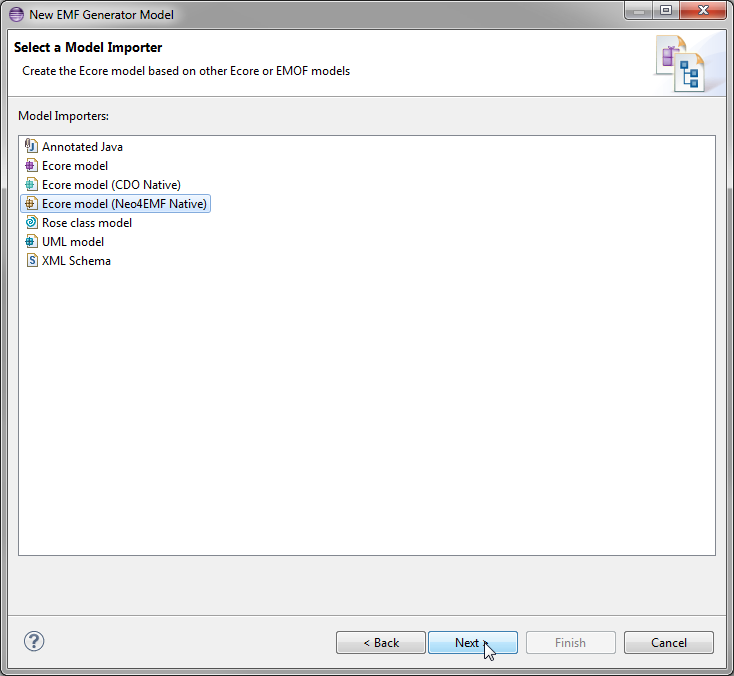 New EMF Generator Model
Select a Model Importer
Create the Ecore model based on other Ecore or EMOF models
Model Importers:
Annotated Java
Ecore model
Ecore model (CDO Native)
Ecore model (Neo4EMF Native)
Rose class model
UML model
XML Schema
< Back
Next >
Finish
Cancel